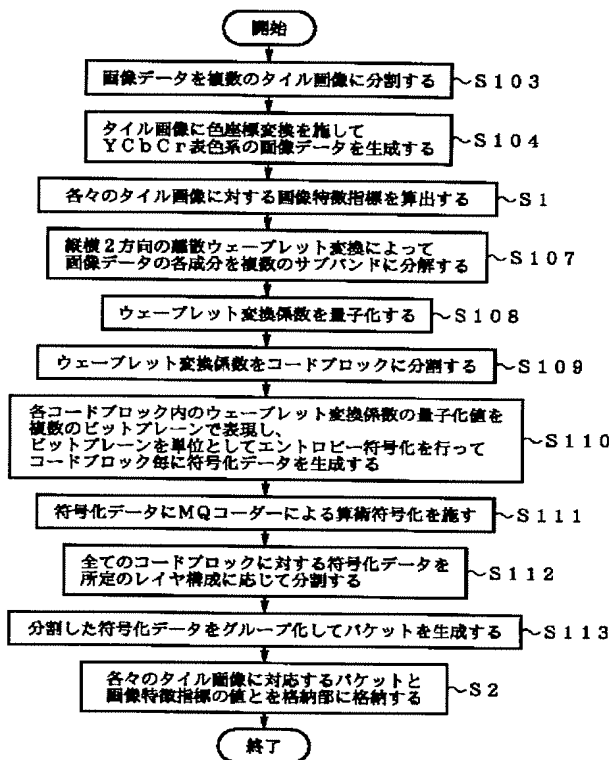 開始
画像データを複数のタイル画像に分割する
S103
タイル画像に色座標変換を施して
YCbCr表色系の画像データを生成する
S104
各々のタイル画像に対する画像特徴指標を算出する
S1
縦横2方向の離散ウェーブレット変換によって
画像データの各成分を複数のサブバンドに分解する
S107
ウェーブレット変換係数を量子化する
S108
ウェーブレット変換係数をコードブロックに分割する
S109
各コードブロック内のウェーブレット変換係数の量子化値を
複数のビットプレーンで表現し、
ビットプレーンを単位としてエントロピー符号化を行って
コードブロック毎に符号化データを生成する
S110
符号化データにMQコーダーによる算術符号化を施す
S111
全てのコードブロックに対する符号化データを
所定のレイヤ構成に応じて分割する
S112
分割した符号化データをグループ化してパケットを生成する
S113
各々のタイル画像に対応するパケットと
画像特徴指標の値とを格納部に格納する
S2
終了